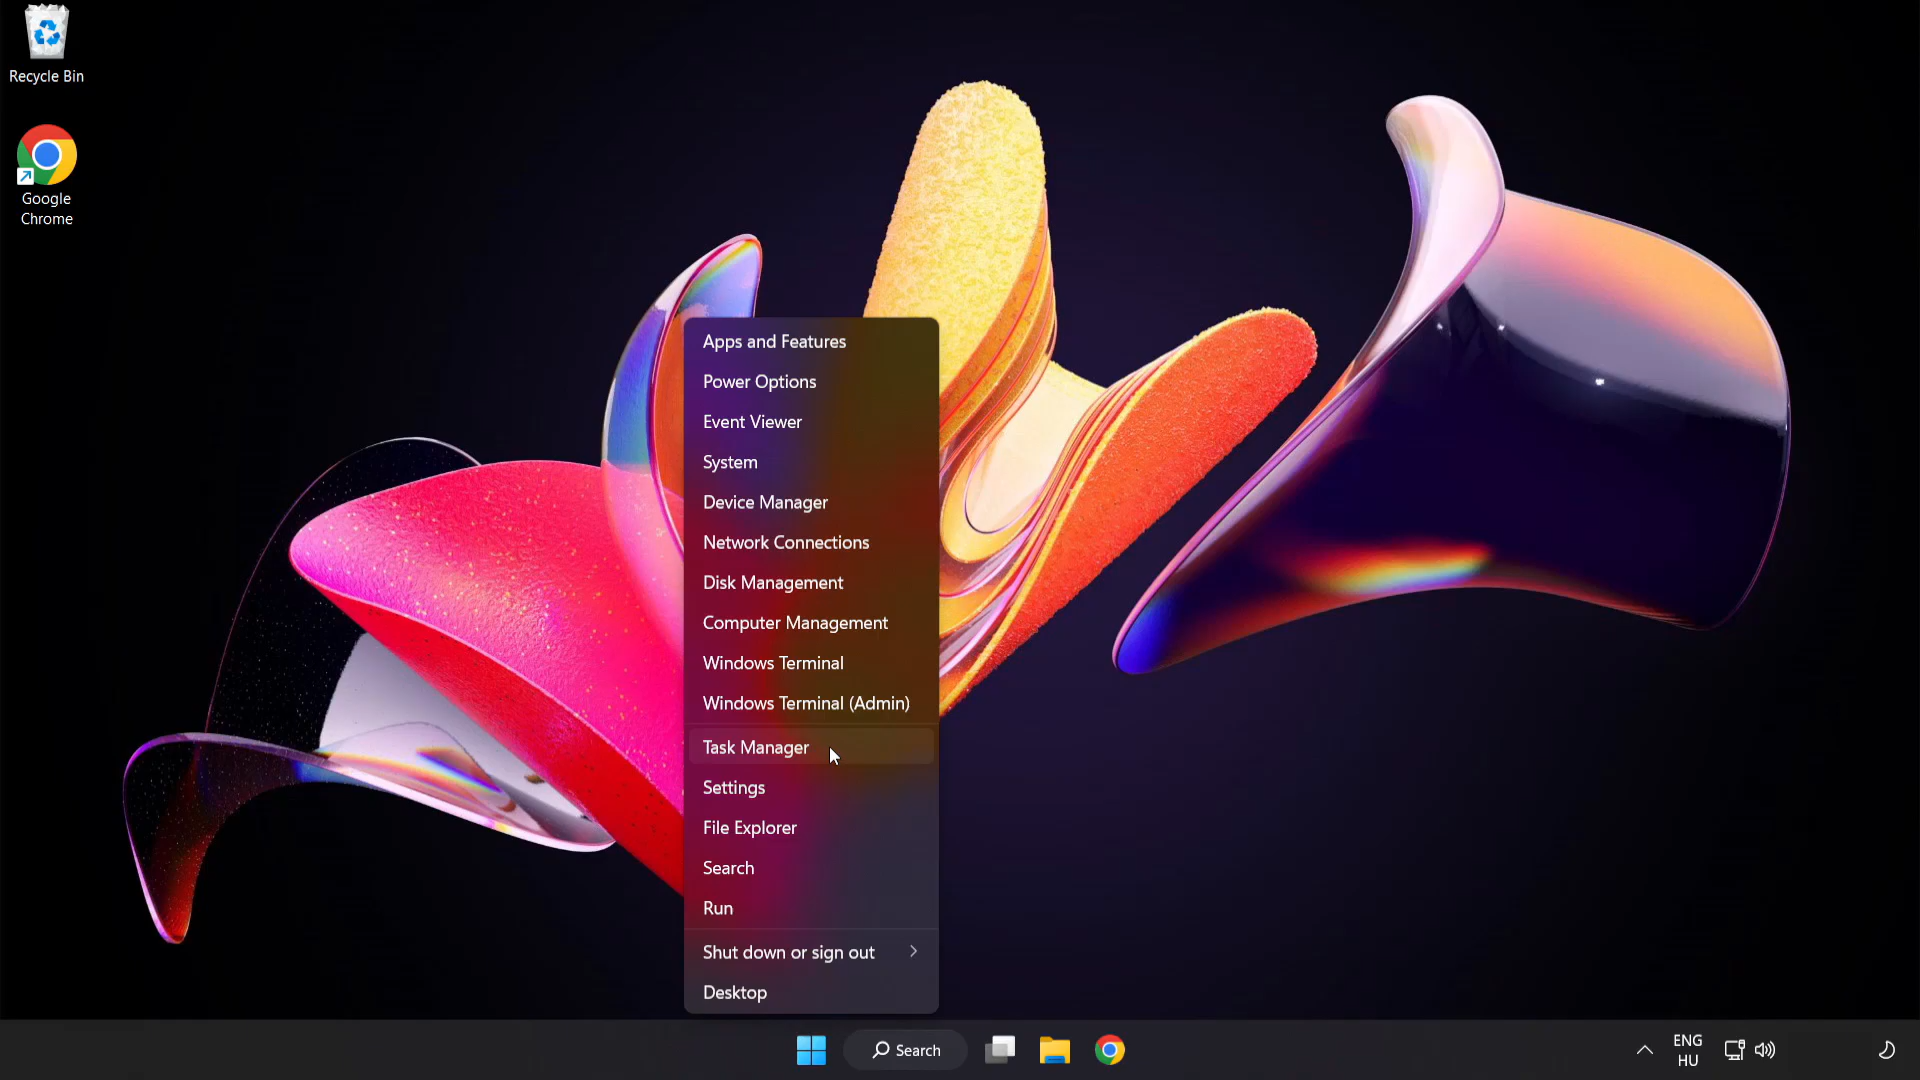 Recycle Bin
Google
Chrome
Apps and Features
Power Options
Event Viewer
System
Device Manager
Network Connections
Disk Management
Computer Management
Windows Terminal
Windows Terminal (Admin)
Task Manager
Settings
File Explorer
Search
Run
Shut down or sign out
Desktop
Search
ENG
HU